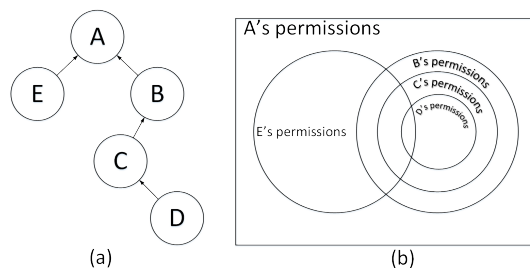 A
E
B
C
D
(a)
A's permissions
B's permissions
C's permissions
D's permissions
E's permissions
(b)